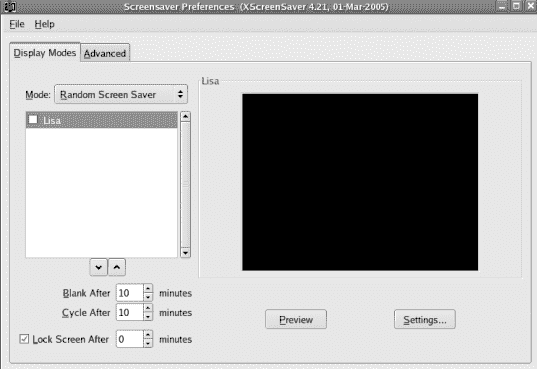 Screensaver Preferences (XScreenSaver 4.21, 01-Mar-2005)
File Help
Display Modes Advanced
Mode: Random Screen Saver
Lisa
Lisa
Blank After 10 minutes
Cycle After 10 minutes
Lock Screen After 0 minutes
Preview Settings...